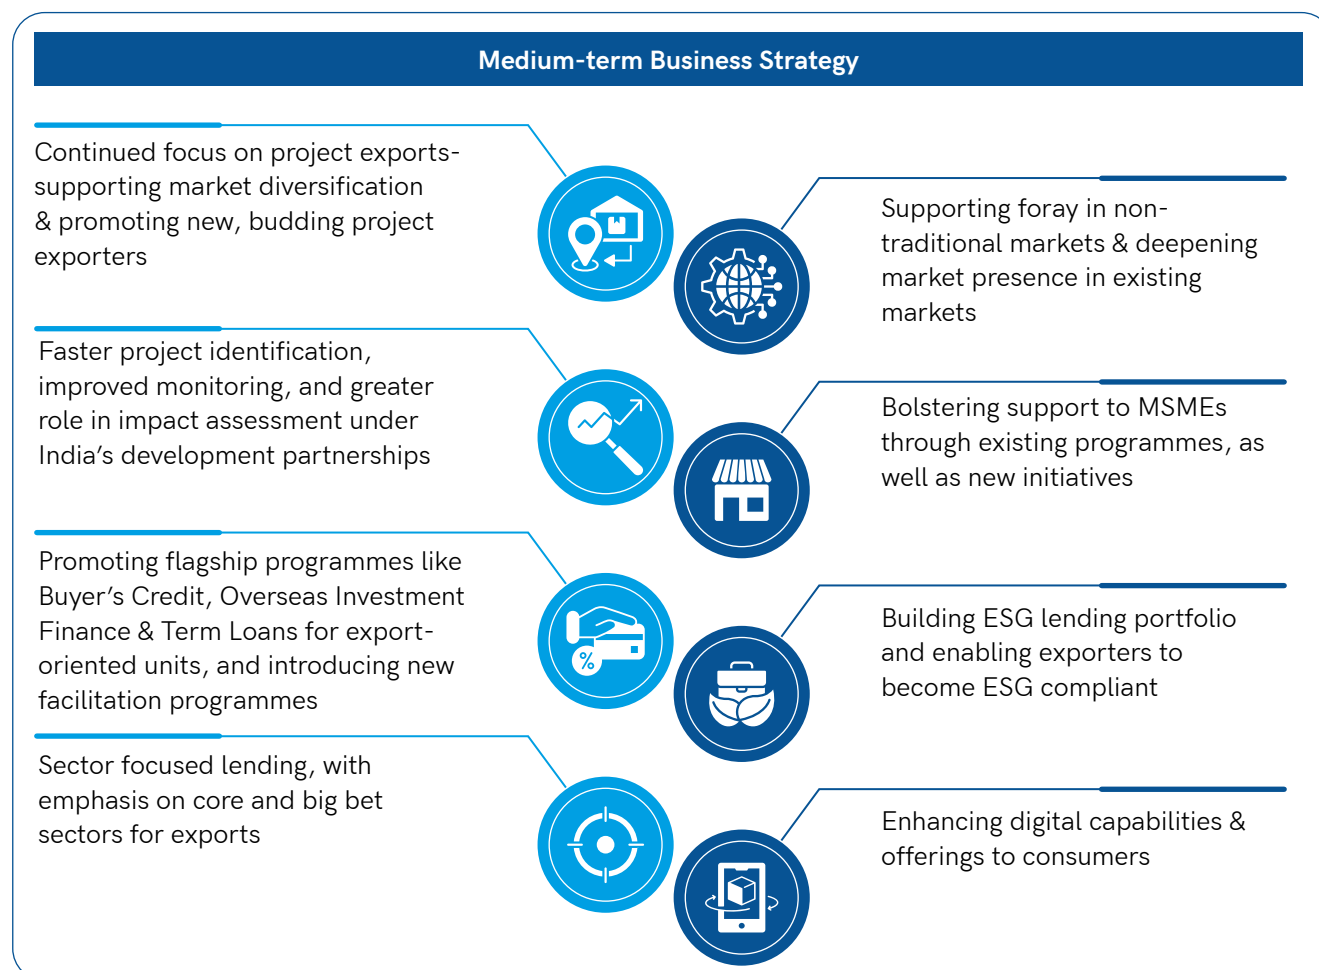 Medium-term Business Strategy
Continued focus on project exports-
supporting market diversification
& promoting new, budding project
exporters
Supporting foray in non-
traditional markets & deepening
market presence in existing
markets
Faster project identification,
improved monitoring, and greater
role in impact assessment under
India's development partnerships
Bolstering support to MSMEs
through existing programmes, as
well as new initiatives
Promoting flagship programmes like
Buyer's Credit, Overseas Investment
Finance & Term Loans for export-
oriented units, and introducing new
facilitation programmes
%
Building ESG lending portfolio
and enabling exporters to
become ESG compliant
Sector focused lending, with
emphasis on core and big bet
sectors for exports
Enhancing digital capabilities &
offerings to consumers